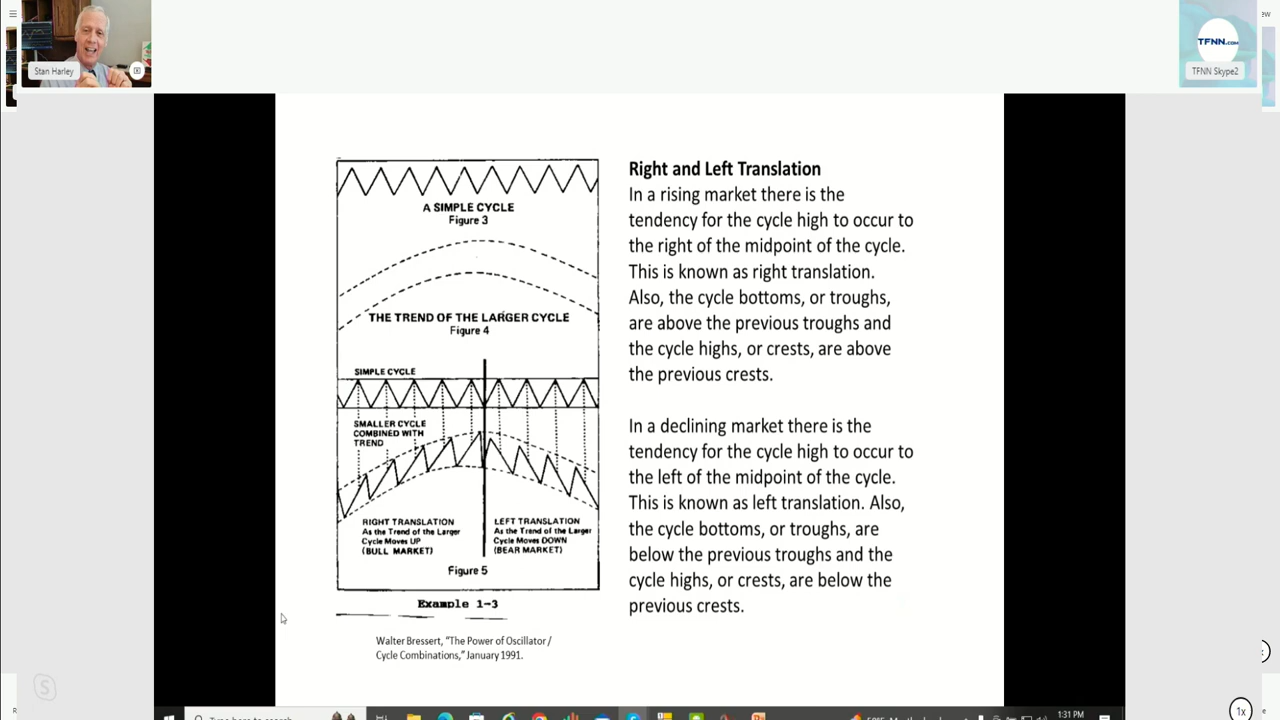 Stan Harley
TFNN.COM
TFNN Skype2
A SIMPLE CYCLE
Figure 3
THE TREND OF THE LARGER CYCLE
Figure 4
SIMPLE CYCLE
SMALLER CYCLE
COMBINED WITH
TREND
RIGHT TRANSLATION
As the Trend of the Larger
Cycle Moves UP
(BULL MARKET)
LEFT TRANSLATION
As the Trend of the Larger
Cycle Moves DOWN
(BEAR MARKET)
Figure 5
Example 1-3
Walter Bressert, "The Power of Oscillator/
Cycle Combinations," January 1991.
Right and Left Translation
In a rising market there is the
tendency for the cycle high to occur to
the right of the midpoint of the cycle.
This is known as right translation.
Also, the cycle bottoms, or troughs,
are above the previous troughs and
the cycle highs, or crests, are above
the previous crests.
In a declining market there is the
tendency for the cycle high to occur to
the left of the midpoint of the cycle.
This is known as left translation. Also,
the cycle bottoms, or troughs, are
below the previous troughs and the
cycle highs, or crests, are below the
previous crests.
1:31 PM
1x